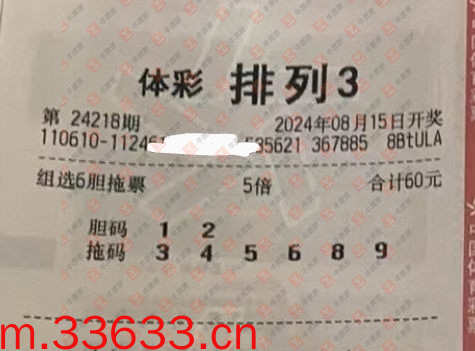 体彩 排列3
第 24218期 2024年08月15日开奖
110610-11246 535621 367885 8BtULA
组选6胆拖票 5倍 合计60元
胆码 1 2
拖码 3 4 5 6 8 9
m.33633.cn